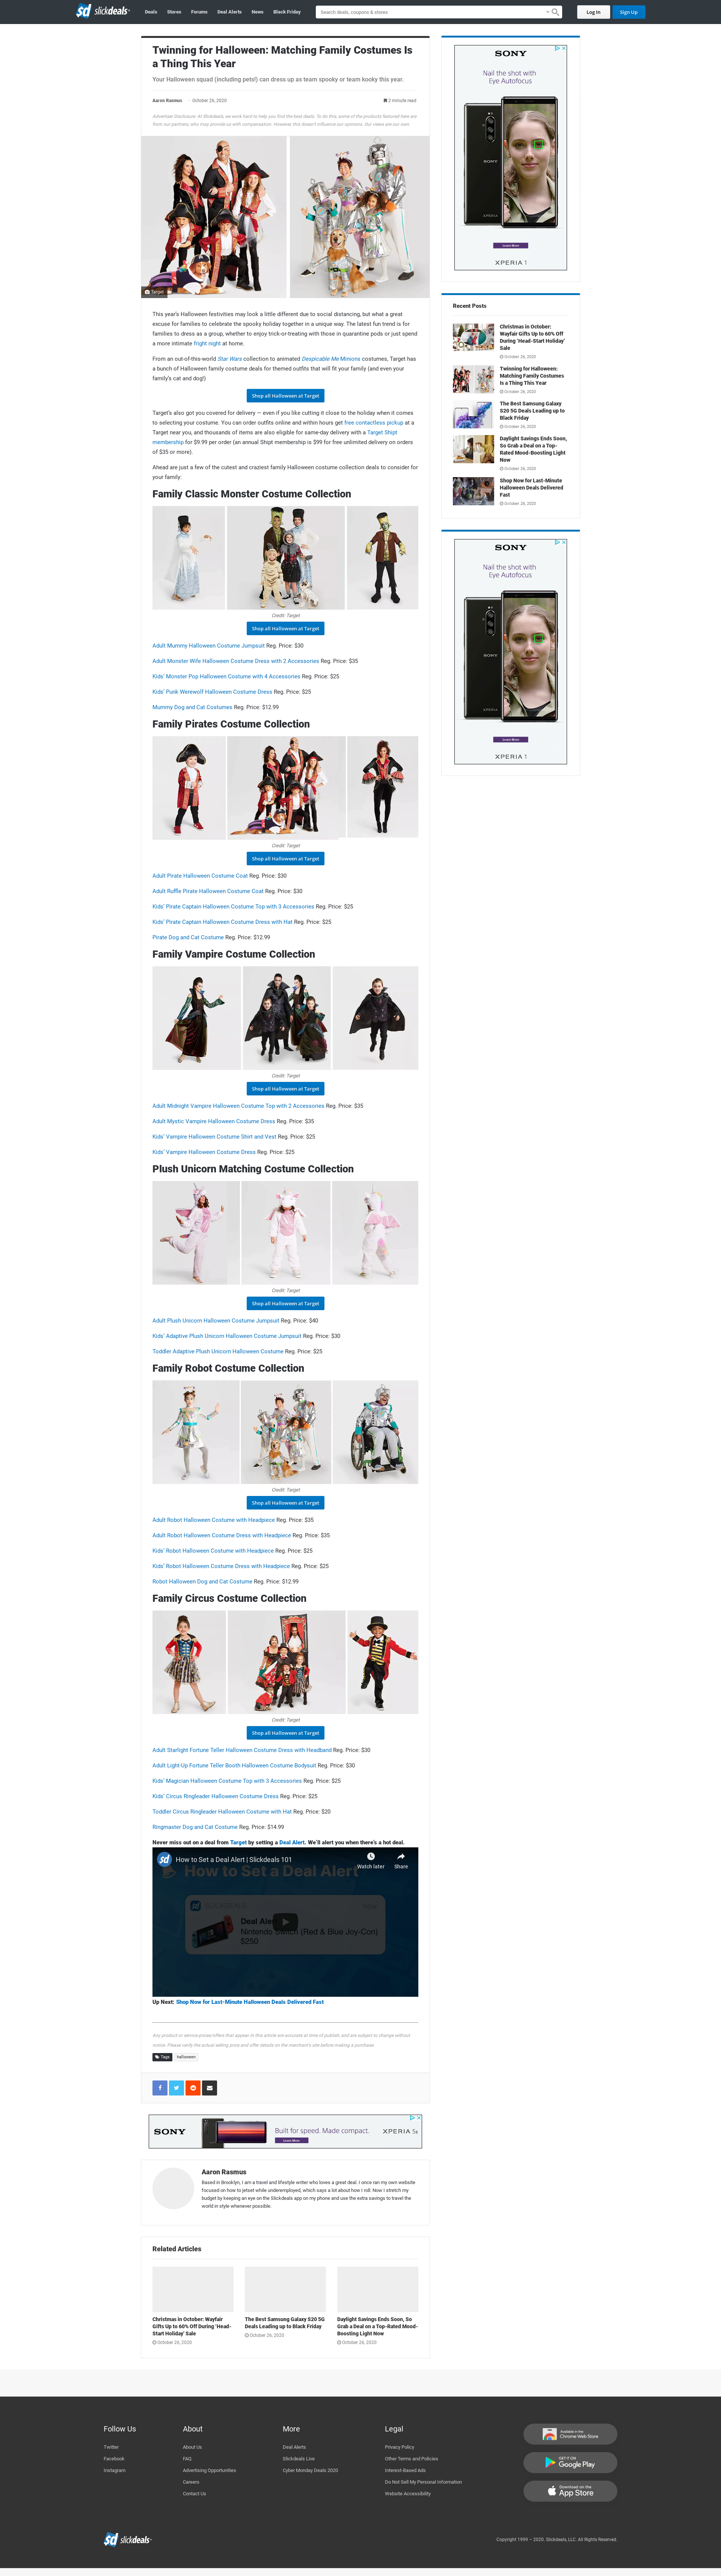 slickdeals
Deals Stores Forums Deal Alerts News Black Friday
Search deals, coupons & stores
Log In
Sign Up
Twinning for Halloween: Matching Family Costumes Is
a Thing This Year
Your Halloween squad (including pets!) can dress up as team spooky or team kooky this year.
Aaron Rasmus
October 26, 2020
2 minute read
Advertiser Disclosure: At Slickdeals, we work hard to help you find the best deals. To do this, some of the products featured here are
from our partners, who may provide us with compensation. However, this doesn't influence our opinions. Our views are our own.
Target
This year's Halloween festivities may look a little different due to social distancing, but what a great
excuse for families to celebrate the spooky holiday together in a unique way. The latest fun trend is for
families to dress as a group, whether to enjoy trick-or-treating with those in quarantine pods or just spend
a more intimate fright night at home.
From an out-of-this-world Star Wars collection to animated Despicable Me Minions costumes, Target has
a bunch of Halloween family costume deals for themed outfits that will fit your family (and even your
family's cat and dog!)
Shop all Halloween at Target
Target's also got you covered for delivery — even if you like cutting it close to the holiday when it comes
to selecting your costume. You can order outfits online and within hours get free contactless pickup at a
Target near you, and thousands of items are also eligible for same-day delivery with a Target Shipt
membership for $9.99 per order (an annual Shipt membership is $99 for free unlimited delivery on orders
of $35 or more).
Ahead are just a few of the cutest and craziest family Halloween costume collection deals to consider for
your family:
Family Classic Monster Costume Collection
Credit: Target
Shop all Halloween at Target
Adult Mummy Halloween Costume Jumpsuit Reg. Price: $30
Adult Monster Wife Halloween Costume Dress with 2 Accessories Reg. Price: $35
Kids' Monster Pop Halloween Costume with 4 Accessories Reg. Price: $25
Kids' Punk Werewolf Halloween Costume Dress Reg. Price: $25
Mummy Dog and Cat Costumes Reg. Price: $12.99
Family Pirates Costume Collection
Credit: Target
Shop all Halloween at Target
Adult Pirate Halloween Costume Coat Reg. Price: $30
Adult Ruffle Pirate Halloween Costume Coat Reg. Price: $30
Kids' Pirate Captain Halloween Costume Top with 3 Accessories Reg. Price: $25
Kids' Pirate Captain Halloween Costume Dress with Hat Reg. Price: $25
Pirate Dog and Cat Costume Reg. Price: $12.99
Family Vampire Costume Collection
Credit: Target
Shop all Halloween at Target
Adult Midnight Vampire Halloween Costume Top with 2 Accessories Reg. Price: $35
Adult Mystic Vampire Halloween Costume Dress Reg. Price: $35
Kids' Vampire Halloween Costume Shirt and Vest Reg. Price: $25
Kids' Vampire Halloween Costume Dress Reg. Price: $25
Plush Unicorn Matching Costume Collection
Credit: Target
Shop all Halloween at Target
Adult Plush Unicorn Halloween Costume Jumpsuit Reg. Price: $40
Kids' Adaptive Plush Unicorn Halloween Costume Jumpsuit Reg. Price: $30
Toddler Adaptive Plush Unicorn Halloween Costume Reg. Price: $25
Family Robot Costume Collection
Credit: Target
Shop all Halloween at Target
Adult Robot Halloween Costume with Headpiece Reg. Price: $35
Adult Robot Halloween Costume Dress with Headpiece Reg. Price: $35
Kids' Robot Halloween Costume with Headpiece Reg. Price: $25
Kids' Robot Halloween Costume Dress with Headpiece Reg. Price: $25
Robot Halloween Dog and Cat Costume Reg. Price: $12.99
Family Circus Costume Collection
Credit: Target
Shop all Halloween at Target
Adult Starlight Fortune Teller Halloween Costume Dress with Headband Reg. Price: $30
Adult Light-Up Fortune Teller Booth Halloween Costume Bodysuit Reg. Price: $30
Kids' Magician Halloween Costume Top with 3 Accessories Reg. Price: $25
Kids' Circus Ringleader Halloween Costume Dress Reg. Price: $25
Toddler Circus Ringleader Halloween Costume with Hat Reg. Price: $20
Ringmaster Dog and Cat Costume Reg. Price: $14.99
Never miss out on a deal from Target by setting a Deal Alert. We'll alert you when there's a hot deal.
How to Set a Deal Alert | Slickdeals 101
Watch later
Share
How to Set a Deal Alert
Deal Alert
Nintendo Switch (Red & Blue Joy-Con)
$250
Up Next: Shop Now for Last-Minute Halloween Deals Delivered Fast
Any product or service prices/offers that appear in this article are accurate at time of publish, and are subject to change without
notice. Please verify the actual selling price and offer details on the merchant's site before making a purchase.
Tags
halloween
SONY
Built for speed. Made compact.
Learn More
XPERIA 5 II
Aaron Rasmus
Based in Brooklyn, I am a travel and lifestyle writer who loves a great deal. I once ran my own website
focused on how to jetset while underemployed; which says a lot about how I roll. Now I stretch my
budget by keeping an eye on the Slickdeals app on my phone and use the extra savings to travel the
world in style whenever possible.
Related Articles
Christmas in October: Wayfair
Gifts Up to 60% Off During 'Head-
Start Holiday' Sale
October 26, 2020
The Best Samsung Galaxy S20 5G
Deals Leading up to Black Friday
October 26, 2020
Daylight Savings Ends Soon, So
Grab a Deal on a Top-Rated Mood-
Boosting Light Now
October 26, 2020
SONY
Nail the shot with
Eye Autofocus
XPERIA
Learn More
XPERIA 1
Recent Posts
Christmas in October:
Wayfair Gifts Up to 60% Off
During 'Head-Start Holiday'
Sale
October 26, 2020
Twinning for Halloween:
Matching Family Costumes
Is a Thing This Year
October 26, 2020
The Best Samsung Galaxy
S20 5G Deals Leading up to
Black Friday
October 26, 2020
Daylight Savings Ends Soon,
So Grab a Deal on a Top-
Rated Mood-Boosting Light
Now
October 26, 2020
Shop Now for Last-Minute
Halloween Deals Delivered
Fast
October 26, 2020
SONY
Nail the shot with
Eye Autofocus
XPERIA
Learn More
XPERIA 1
Follow Us
Twitter
Facebook
Instagram
About
About Us
FAQ
Advertising Opportunities
Careers
Contact Us
More
Deal Alerts
Slickdeals Live
Cyber Monday Deals 2020
Legal
Privacy Policy
Other Terms and Policies
Interest-Based Ads
Do Not Sell My Personal Information
Website Accessibility
Available in the
Chrome Web Store
GET IT ON
Google Play
Download on the
App Store
slickdeals
Copyright 1999 – 2020. Slickdeals, LLC. All Rights Reserved.